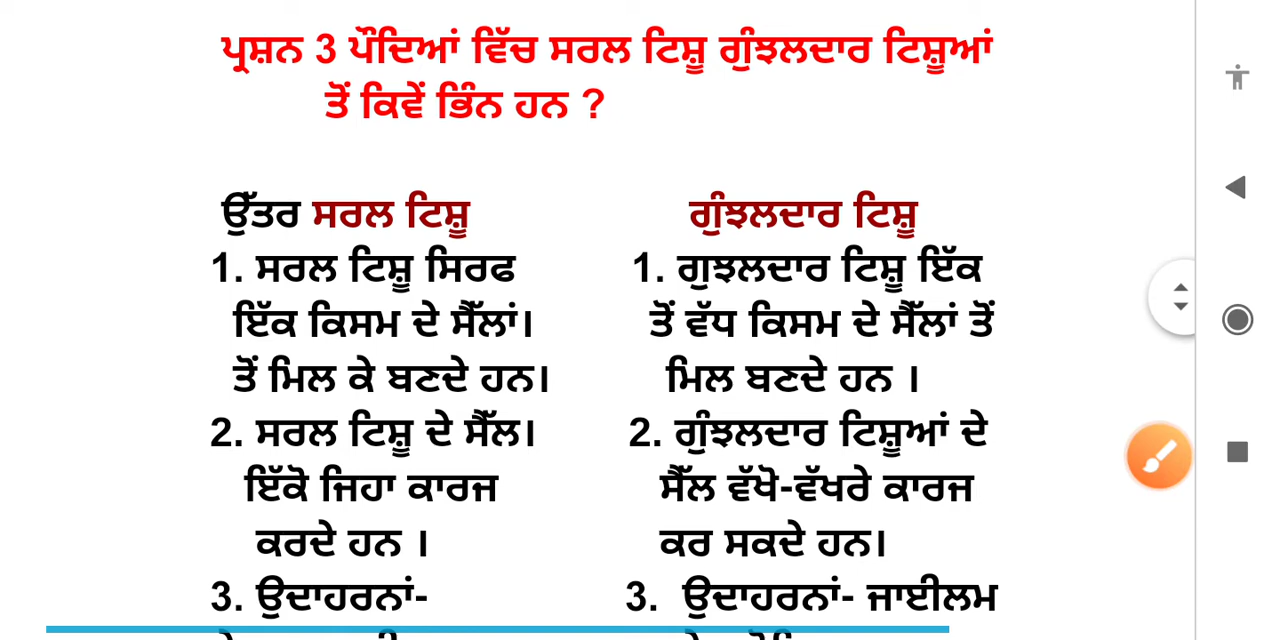 ਪ੍ਰਸ਼ਨ 3 ਪੌਦਿਆਂ ਵਿੱਚ ਸਰਲ ਟਿਸ਼ੂ ਗੁੰਝਲਦਾਰ ਟਿਸ਼ੂਆਂ
ਤੋਂ ਕਿਵੇਂ ਭਿੰਨ ਹਨ ?
ਉੱਤਰ ਸਰਲ ਟਿਸ਼ੂ
1. ਸਰਲ ਟਿਸ਼ੂ ਸਿਰਫ
ਇੱਕ ਕਿਸਮ ਦੇ ਸੈੱਲਾਂ।
ਤੋਂ ਮਿਲ ਕੇ ਬਣਦੇ ਹਨ।
2. ਸਰਲ ਟਿਸ਼ੂ ਦੇ ਸੈੱਲ।
ਇੱਕੋ ਜਿਹਾ ਕਾਰਜ
ਕਰਦੇ ਹਨ ।
3. ਉਦਾਹਰਨਾਂ-
ਗੁੰਝਲਦਾਰ ਟਿਸ਼ੂ
1. ਗੁਝਲਦਾਰ ਟਿਸ਼ੂ ਇੱਕ
ਤੋਂ ਵੱਧ ਕਿਸਮ ਦੇ ਸੈੱਲਾਂ ਤੋਂ
ਮਿਲ ਬਣਦੇ ਹਨ ।
2. ਗੁੰਝਲਦਾਰ ਟਿਸ਼ੂਆਂ ਦੇ
ਸੈੱਲ ਵੱਖੋ-ਵੱਖਰੇ ਕਾਰਜ
ਕਰ ਸਕਦੇ ਹਨ।
3. ਉਦਾਹਰਨਾਂ- ਜਾਈਲਮ